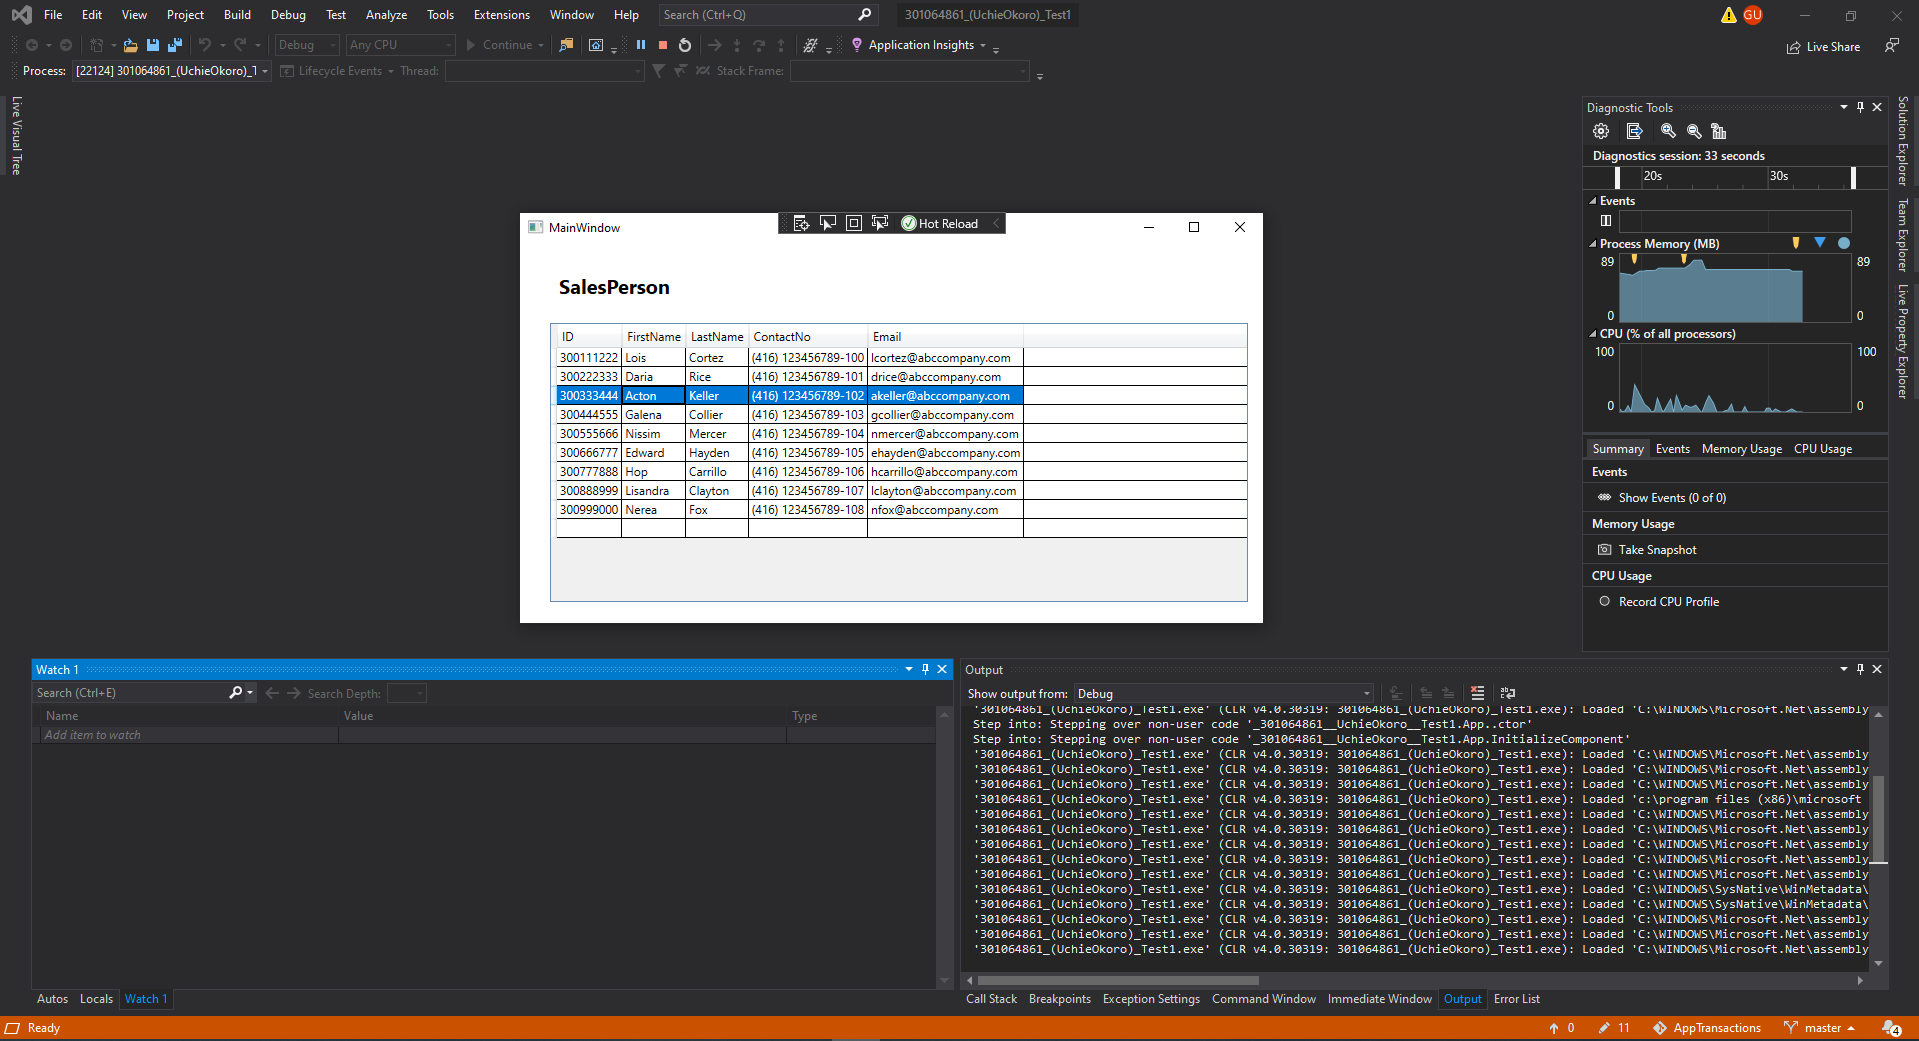 File Edit View Project Build Debug Test Analyze Tools Extensions Window Help Search (Ctrl+Q) 301064861_(UchieOkoro)_Test1 GU
Debug Any CPU Continue Application Insights Live Share
Process: [22124] 301064861_(UchieOkoro)_T Lifecycle Events Thread: Stack Frame:
Live Visual Tree
MainWindow Hot Reload
SalesPerson
ID FirstName LastName ContactNo Email
300111222 Lois Cortez (416) 123456789-100 lcortez@abccompany.com
300222333 Daria Rice (416) 123456789-101 drice@abccompany.com
300333444 Acton Keller (416) 123456789-102 akeller@abccompany.com
300444555 Galena Collier (416) 123456789-103 gcollier@abccompany.com
300555666 Nissim Mercer (416) 123456789-104 nmercer@abccompany.com
300666777 Edward Hayden (416) 123456789-105 ehayden@abccompany.com
300777888 Hop Carrillo (416) 123456789-106 hcarrillo@abccompany.com
300888999 Lisandra Clayton (416) 123456789-107 lclayton@abccompany.com
300999000 Nerea Fox (416) 123456789-108 nfox@abccompany.com
Diagnostic Tools
Diagnostics session: 33 seconds
20s 30s
Events
Process Memory (MB)
89 89
0 0
CPU (% of all processors)
100 100
0 0
Summary Events Memory Usage CPU Usage
Events
Show Events (0 of 0)
Memory Usage
Take Snapshot
CPU Usage
Record CPU Profile
Solution Explorer
Team Explorer
Live Property Explorer
Watch 1
Search (Ctrl+E) Search Depth:
Name Value Type
Add item to watch
Autos Locals Watch 1
Output
Show output from: Debug
'301064861_(UchieOkoro)_Test1.exe' (CLR v4.0.30319: 301064861_(UchieOkoro)_Test1.exe): Loaded 'C:\WINDOWS\Microsoft.Net\assembly
Step into: Stepping over non-user code '_301064861__UchieOkoro__Test1.App..ctor'
Step into: Stepping over non-user code '_301064861__UchieOkoro__Test1.App.InitializeComponent'
'301064861_(UchieOkoro)_Test1.exe' (CLR v4.0.30319: 301064861_(UchieOkoro)_Test1.exe): Loaded 'C:\WINDOWS\Microsoft.Net\assembly
'301064861_(UchieOkoro)_Test1.exe' (CLR v4.0.30319: 301064861_(UchieOkoro)_Test1.exe): Loaded 'C:\WINDOWS\Microsoft.Net\assembly
'301064861_(UchieOkoro)_Test1.exe' (CLR v4.0.30319: 301064861_(UchieOkoro)_Test1.exe): Loaded 'C:\WINDOWS\Microsoft.Net\assembly
'301064861_(UchieOkoro)_Test1.exe' (CLR v4.0.30319: 301064861_(UchieOkoro)_Test1.exe): Loaded 'c:\program files (x86)\microsoft
'301064861_(UchieOkoro)_Test1.exe' (CLR v4.0.30319: 301064861_(UchieOkoro)_Test1.exe): Loaded 'C:\WINDOWS\Microsoft.Net\assembly
'301064861_(UchieOkoro)_Test1.exe' (CLR v4.0.30319: 301064861_(UchieOkoro)_Test1.exe): Loaded 'C:\WINDOWS\Microsoft.Net\assembly
'301064861_(UchieOkoro)_Test1.exe' (CLR v4.0.30319: 301064861_(UchieOkoro)_Test1.exe): Loaded 'C:\WINDOWS\Microsoft.Net\assembly
'301064861_(UchieOkoro)_Test1.exe' (CLR v4.0.30319: 301064861_(UchieOkoro)_Test1.exe): Loaded 'C:\WINDOWS\Microsoft.Net\assembly
'301064861_(UchieOkoro)_Test1.exe' (CLR v4.0.30319: 301064861_(UchieOkoro)_Test1.exe): Loaded 'C:\WINDOWS\Microsoft.Net\assembly
'301064861_(UchieOkoro)_Test1.exe' (CLR v4.0.30319: 301064861_(UchieOkoro)_Test1.exe): Loaded 'C:\WINDOWS\SysNative\WinMetadata\
'301064861_(UchieOkoro)_Test1.exe' (CLR v4.0.30319: 301064861_(UchieOkoro)_Test1.exe): Loaded 'C:\WINDOWS\SysNative\WinMetadata\
'301064861_(UchieOkoro)_Test1.exe' (CLR v4.0.30319: 301064861_(UchieOkoro)_Test1.exe): Loaded 'C:\WINDOWS\Microsoft.Net\assembly
'301064861_(UchieOkoro)_Test1.exe' (CLR v4.0.30319: 301064861_(UchieOkoro)_Test1.exe): Loaded 'C:\WINDOWS\Microsoft.Net\assembly
'301064861_(UchieOkoro)_Test1.exe' (CLR v4.0.30319: 301064861_(UchieOkoro)_Test1.exe): Loaded 'C:\WINDOWS\Microsoft.Net\assembly
Call Stack Breakpoints Exception Settings Command Window Immediate Window Output Error List
Ready 0 11 AppTransactions master 4